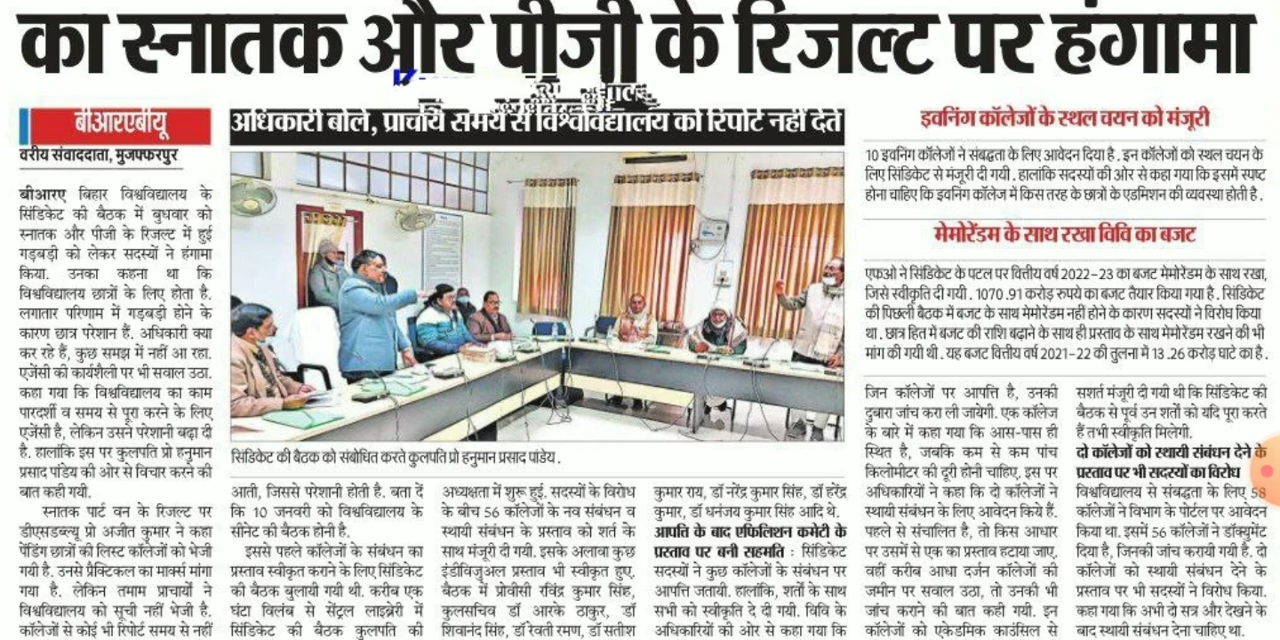 का स्नातक और पीजी के रिजल्ट पर हंगामा
बीआरएबीयू
वरीय संवाददाता, मुजफ्फरपुर
बीआरए बिहार विश्वविद्यालय के
सिंडिकेट की बैठक में बुधवार को
स्नातक और पीजी के रिजल्ट में हुई
गड़बड़ी को लेकर सदस्यों ने हंगामा
किया. उनका कहना था कि
विश्वविद्यालय छात्रों के लिए होता है.
लगातार परिणाम में गड़बड़ी होने के
कारण छात्र परेशान हैं. अधिकारी क्या
कर रहे हैं, कुछ समझ में नहीं आ रहा.
एजेंसी की कार्यशैली पर भी सवाल उठा.
कहा गया कि विश्वविद्यालय का काम
पारदर्शी व समय से पूरा करने के लिए
एजेंसी है, लेकिन उसने परेशानी बढ़ा दी
है. हालांकि इस पर कुलपति प्रो हनुमान
प्रसाद पांडेय की ओर से विचार करने की
बात कही गयी.
स्नातक पार्ट वन के रिजल्ट पर
डीएसडब्ल्यू प्रो अजीत कुमार ने कहा
पेंडिंग छात्रों की लिस्ट कॉलेजों को भेजी
गयी है. उनसे प्रैक्टिकल का मार्क्स मांगा
गया है. लेकिन तमाम प्राचार्यों ने
विश्वविद्यालय को सूची नहीं भेजी है.
कॉलेजों से कोई भी रिपोर्ट समय से नहीं
अधिकारी बोले, प्राचार्य समय से विश्वविद्यालय को रिपोर्ट नहीं देते
सिंडिकेट की बैठक को संबोधित करते कुलपति प्रो हनुमान प्रसाद पांडेय.
आती, जिससे परेशानी होती है. बता दें
कि 10 जनवरी को विश्वविद्यालय के
सीनेट की बैठक होनी है.
इससे पहले कॉलेजों के संबंधन का
प्रस्ताव स्वीकृत कराने के लिए सिंडिकेट
की बैठक बुलायी गयी थी. करीब एक
घंटा विलंब से सेंट्रल लाइब्रेरी में
सिंडिकेट की बैठक कुलपति की
अध्यक्षता में शुरू हुई. सदस्यों के विरोध
के बीच 56 कॉलेजों के नव संबंधन व
स्थायी संबंधन के प्रस्ताव को शर्त के
साथ मंजूरी दी गयी. इसके अलावा कुछ
इंडीविजुअल प्रस्ताव भी स्वीकृत हुए.
बैठक में प्रोवीसी रविंद्र कुमार सिंह,
कुलसचिव डॉ आरके ठाकुर, डॉ
शिवानंद सिंह, डॉ रेवती रमण, डॉ सतीश
कुमार राय, डॉ नरेंद्र कुमार सिंह, डॉ हरेंद्र
कुमार, डॉ धनंजय कुमार सिंह आदि थे.
आपत्ति के बाद एफिलिशन कमेटी के
प्रस्ताव पर बनी सहमति : सिंडिकेट
सदस्यों ने कुछ कॉलेजों के संबंधन पर
आपत्ति जतायी. हालांकि, शर्तों के साथ
सभी को स्वीकृति दे दी गयी. विवि के
अधिकारियों की ओर से कहा गया कि
इवनिंग कॉलेजों के स्थल चयन को मंजूरी
10 इवनिंग कॉलेजों ने संबद्धता के लिए आवेदन दिया है. इन कॉलेजों को स्थल चयन के
लिए सिंडिकेट से मंजूरी दी गयी. हालांकि सदस्यों की ओर से कहा गया कि इसमें स्पष्ट
होना चाहिए कि इवनिंग कॉलेज में किस तरह के छात्रों के एडमिशन की व्यवस्था होती है.
मेमोरेंडम के साथ रखा विवि का बजट
एफओ ने सिंडिकेट के पटल पर वित्तीय वर्ष 2022-23 का बजट मेमोरेंडम के साथ रखा,
जिसे स्वीकृति दी गयी. 1070.91 करोड़ रुपये का बजट तैयार किया गया है. सिंडिकेट
की पिछली बैठक में बजट के साथ मेमोरेंडम नहीं होने के कारण सदस्यों ने विरोध किया
था. छात्र हित में बजट की राशि बढ़ाने के साथ ही प्रस्ताव के साथ मेमोरेंडम रखने की भी
मांग की गयी थी. यह बजट वित्तीय वर्ष 2021-22 की तुलना में 13.26 करोड़ घाटे का है.
जिन कॉलेजों पर आपत्ति है, उनकी
दुबारा जांच करा ली जायेगी. एक कॉलेज
के बारे में कहा गया कि आस-पास ही
स्थित है, जबकि कम से कम पांच
किलोमीटर की दूरी होनी चाहिए. इस पर
अधिकारियों ने कहा कि दो कॉलेजों ने
स्थायी संबंधन के लिए आवेदन किये हैं.
पहले से संचालित है, तो किस आधार
पर उसमें से एक का प्रस्ताव हटाया जाए.
वहीं करीब आधा दर्जन कॉलेजों की
जमीन पर सवाल उठा, तो उनकी भी
जांच कराने की बात कही गयी. इन
कॉलेजों को एकेडमिक काउंसिल से
सशर्त मंजूरी दी गयी थी कि सिंडिकेट की
बैठक से पूर्व उन शर्तों को यदि पूरा करते
हैं तभी स्वीकृति मिलेगी.
दो कॉलेजों को स्थायी संबंधन देने के
प्रस्ताव पर भी सदस्यों का विरोध
विश्वविद्यालय से संबद्धता के लिए 58
कॉलेजों ने विभाग के पोर्टल पर आवेदन
किया था. इसमें 56 कॉलेजों ने डॉक्यूमेंट
दिया है, जिनकी जांच करायी गयी है. दो
कॉलेजों को स्थायी संबंधन देने के
प्रस्ताव पर भी सदस्यों ने विरोध किया.
कहा गया कि अभी दो सत्र और देखने के
बाद स्थायी संबंधन देना चाहिए था.